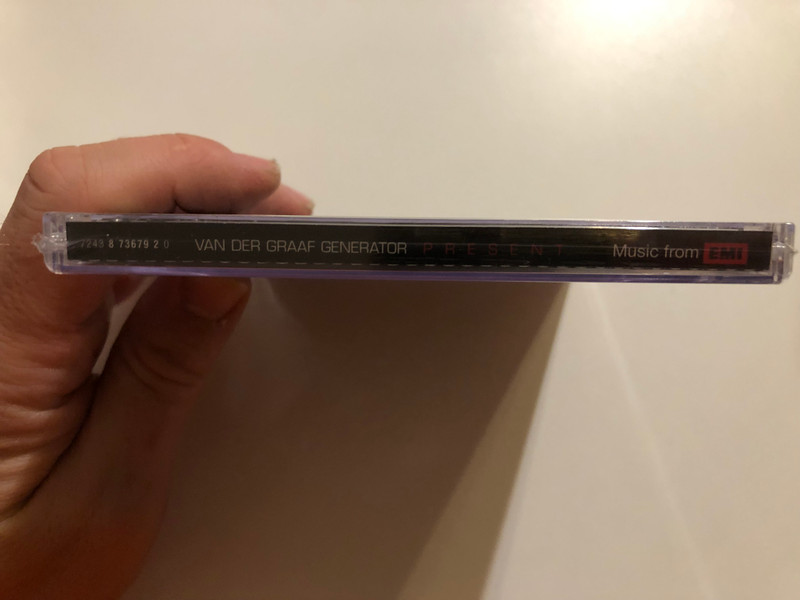 7243 8 73679 2 0 VAN DER GRAAF GENERATOR PRESENT Music from EMI